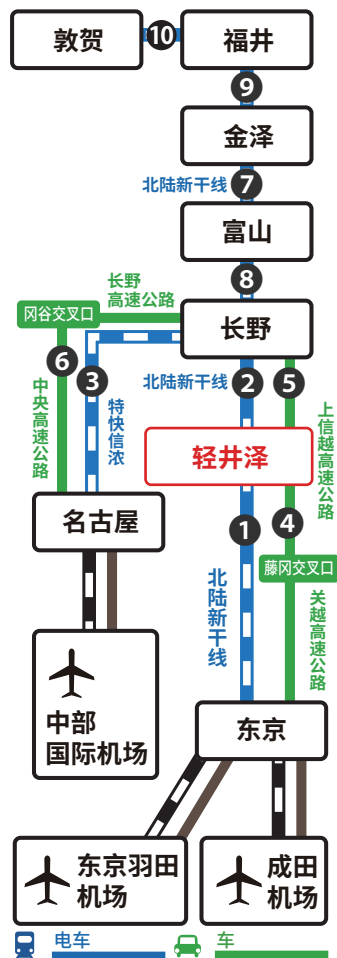 敦贺
10
福井
9
金泽
北陆新干线
7
富山
8
长野
高速公路
冈谷交叉口
长野
6
3
北陆新干线
2
5
中央高速公路
特快信浓
上信越高速公路
轻井泽
1
4
名古屋
藤冈交叉口
北陆新干线
关越高速公路
中部
国际机场
东京
东京羽田
机场
成田
机场
电车
车